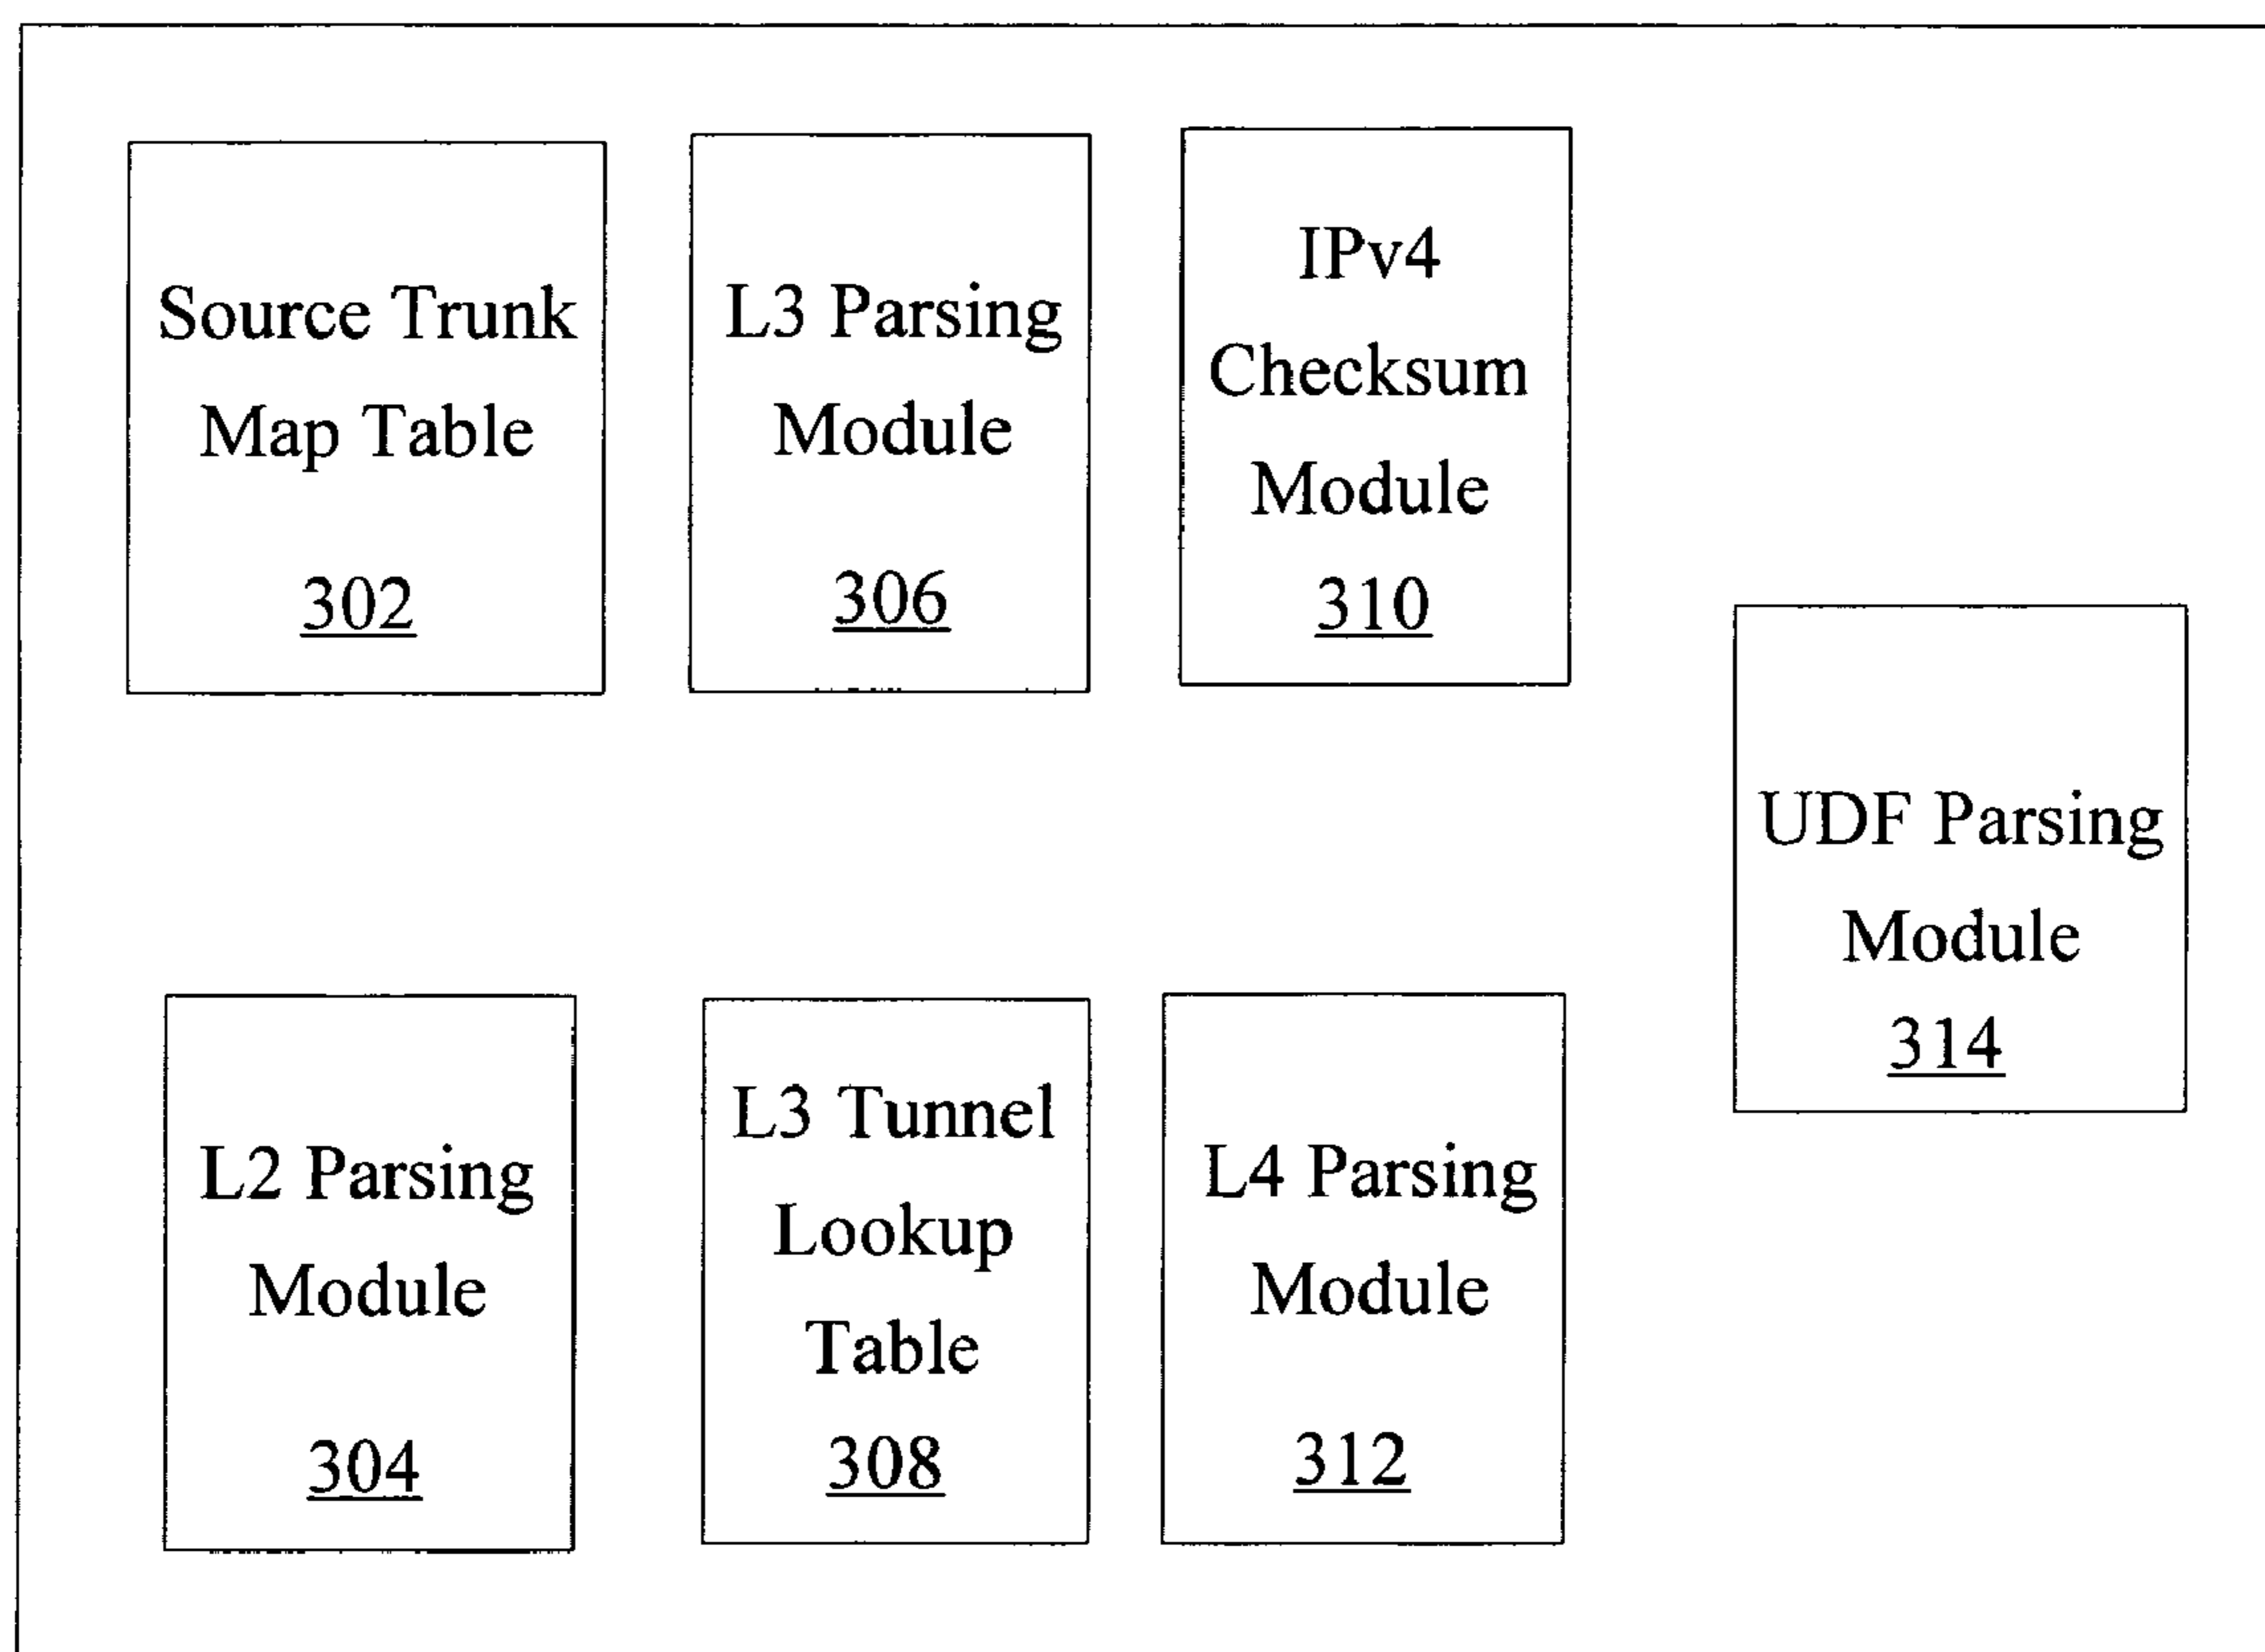 Source Trunk
Map Table
302
L3 Parsing
Module
306
IPv4
Checksum
Module
310
UDF Parsing
Module
314
L2 Parsing
Module
304
L3 Tunnel
Lookup
Table
308
L4 Parsing
Module
312